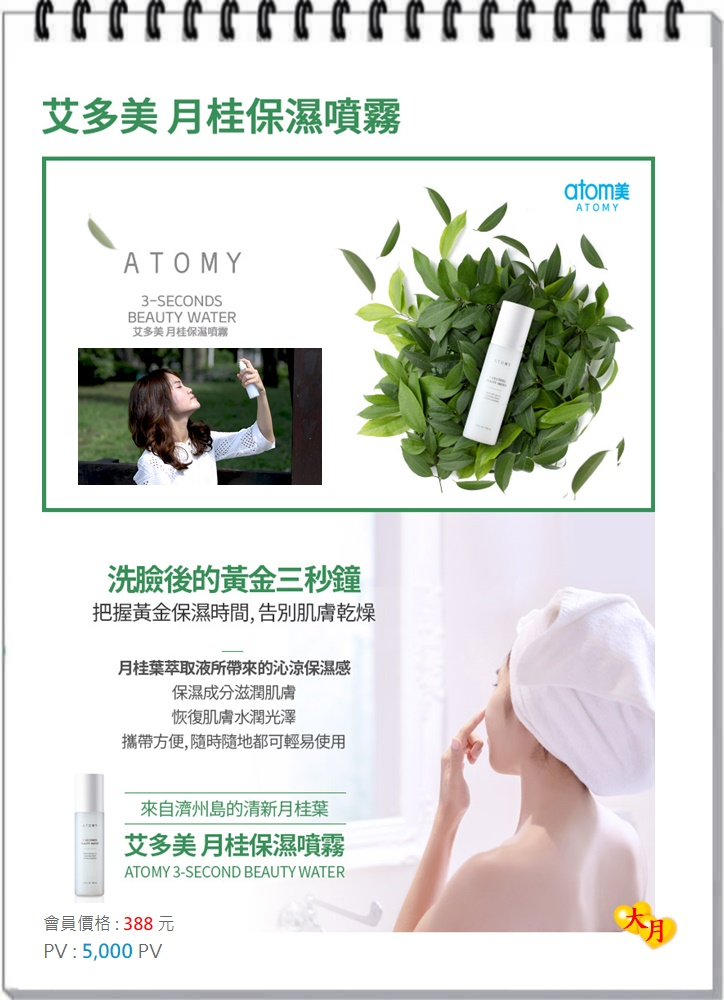 艾多美 月桂保濕噴霧
atom美
ATOMY
ATOMY
3-SECONDS
BEAUTY WATER
艾多美 月桂保濕噴霧
ATOMY
洗臉後的黃金三秒鐘
把握黃金保濕時間, 告別肌膚乾燥
月桂葉萃取液所帶來的沁涼保濕感
保濕成分滋潤肌膚
恢復肌膚水潤光澤
攜帶方便, 隨時隨地都可輕易使用
ATOMY
來自濟州島的清新月桂葉
艾多美 月桂保濕噴霧
ATOMY 3-SECOND BEAUTY WATER
會員價格 : 388 元
PV : 5,000 PV
大月